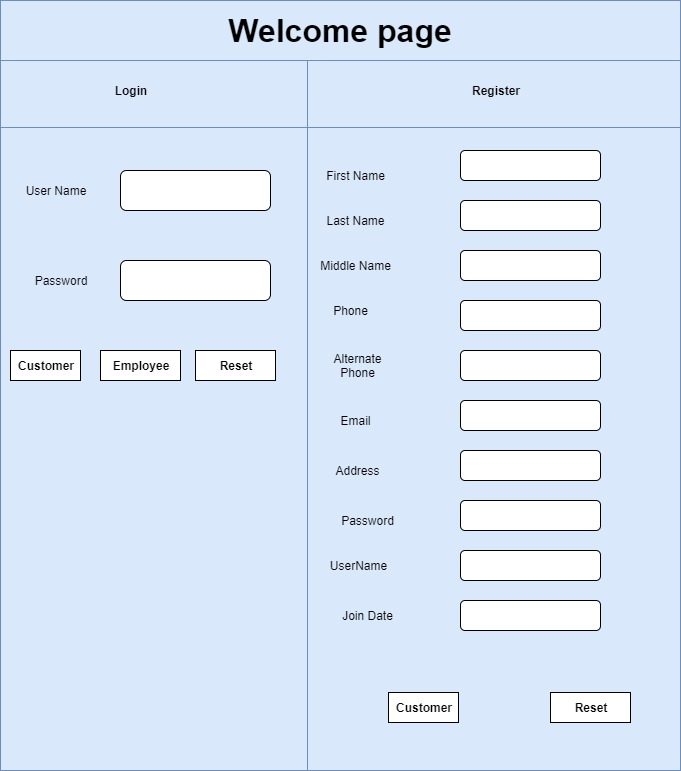 Welcome page
Login
Register
User Name
Password
Customer
Employee
Reset
First Name
Last Name
Middle Name
Phone
Alternate
Phone
Email
Address
Password
UserName
Join Date
Customer
Reset